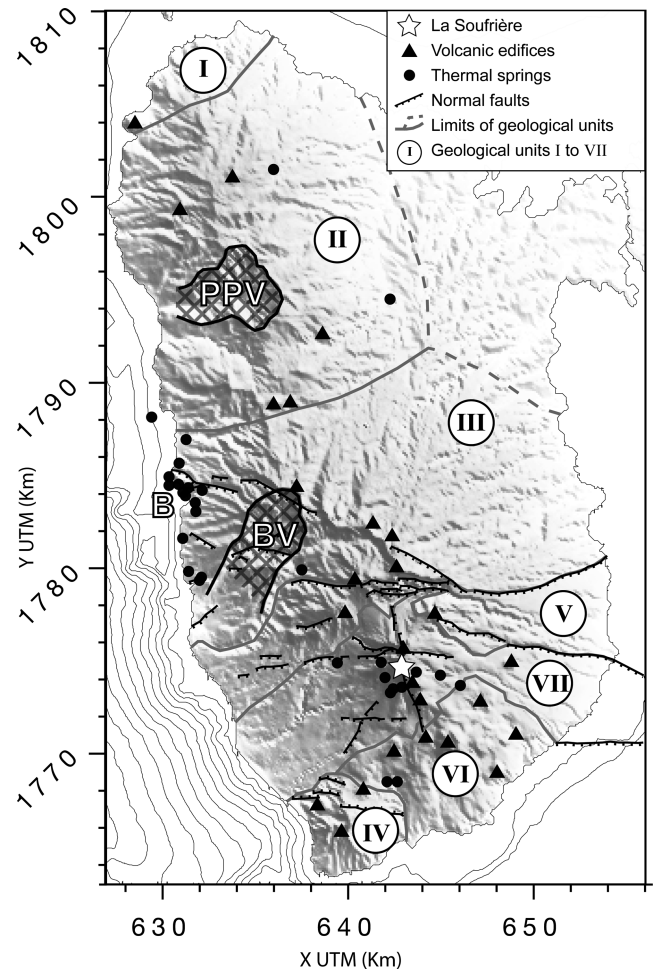 1810
La Soufrière
Volcanic edifices
Thermal springs
Normal faults
Limits of geological units
I Geological units I to VII
I
1800
II
PPV
1790
III
Y UTM (Km)
B
BV
1780
V
VII
1770
VI
IV
630 640 650
X UTM (Km)